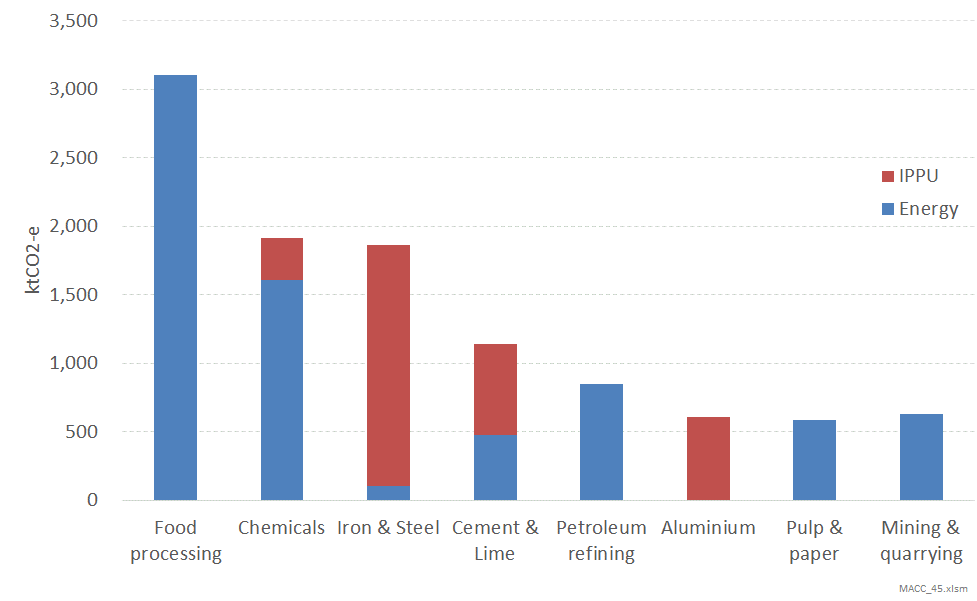 3,500
3,000
2,500
2,000
1,500
1,000
500
0
ktCO2-e
IPPU
Energy
Food
processing
Chemicals
Iron & Steel
Cement &
Lime
Petroleum
refining
Aluminium
Pulp &
paper
Mining &
quarrying
MACC_45.xlsm